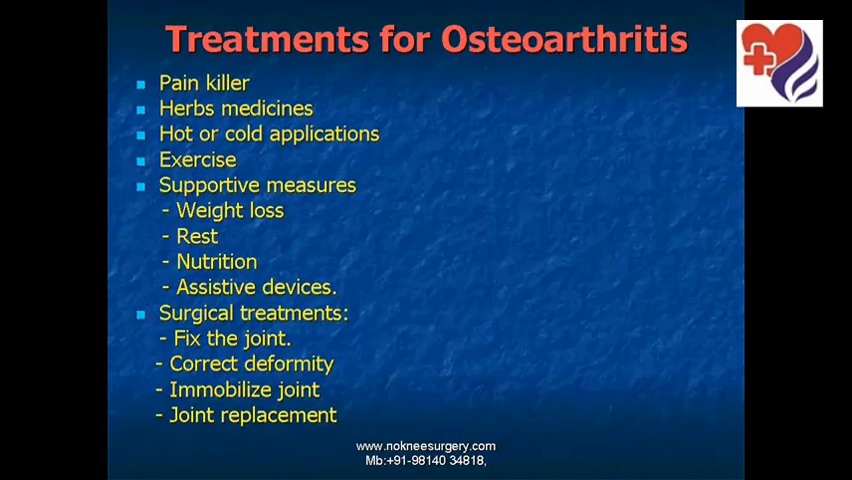 Treatments for Osteoarthritis
Pain killer
Herbs medicines
Hot or cold applications
Exercise
Supportive measures
- Weight loss
- Rest
- Nutrition
- Assistive devices.
Surgical treatments:
- Fix the joint.
- Correct deformity
- Immobilize joint
- Joint replacement
www.nokneesurgery.com
Mb:+91-98140 34818,